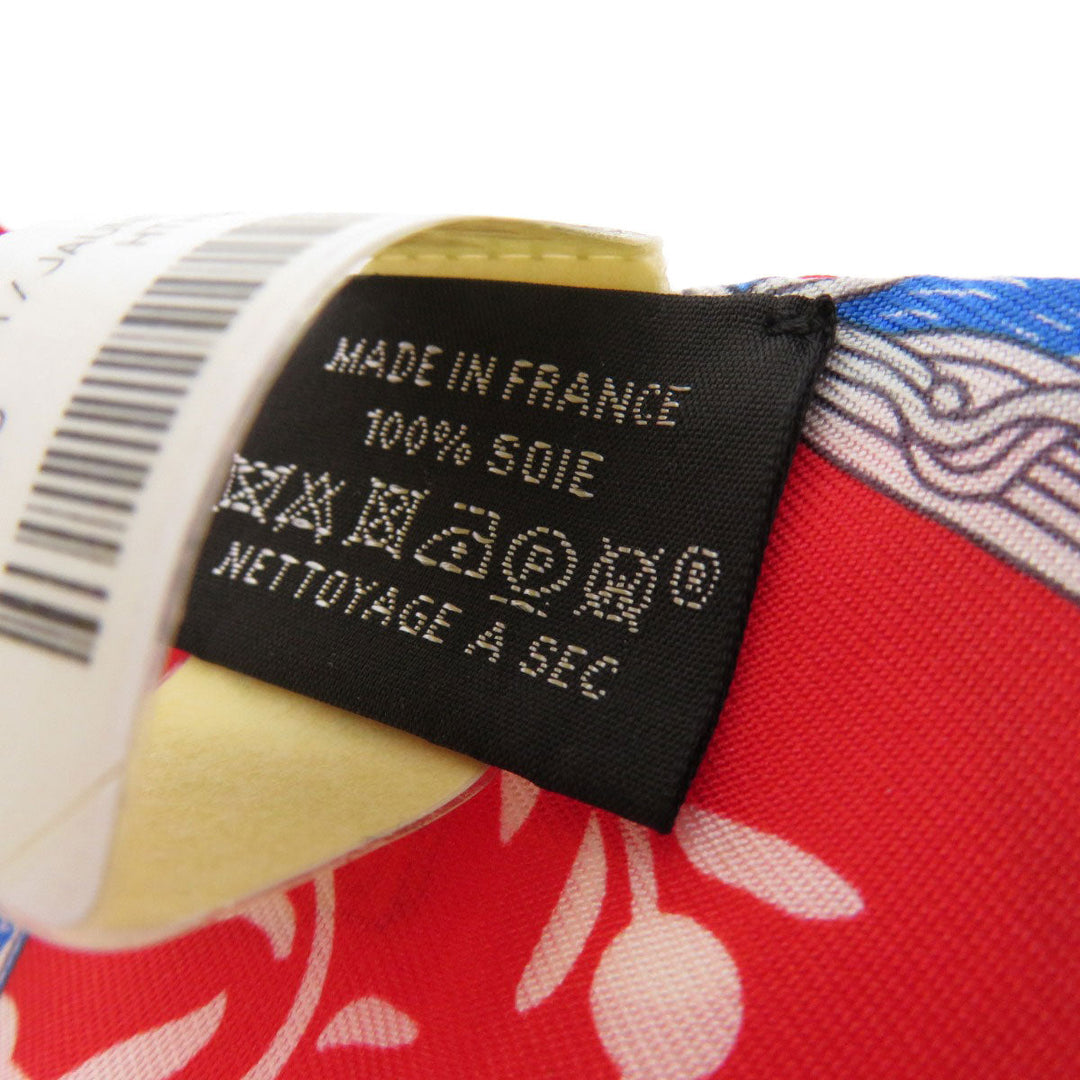 MADE IN FRANCE
100% SOIE
P ®
NETTOYAGE A SEC